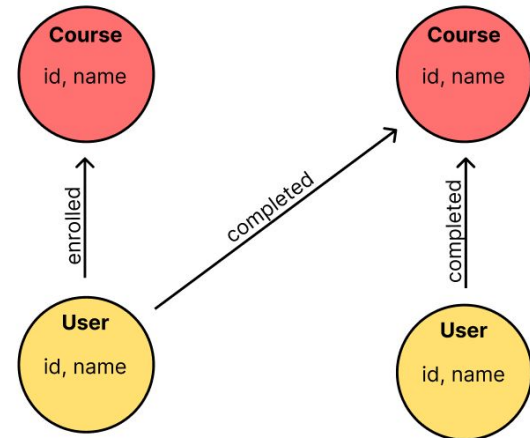 Course
id, name
Course
id, name
enrolled
completed
completed
User
id, name
User
id, name